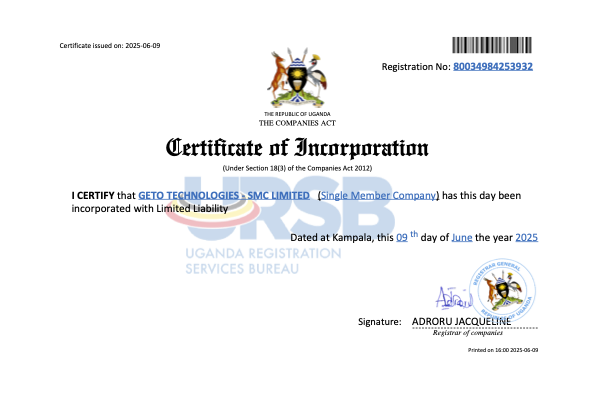 Certificate issued on: 2025-06-09
Registration No: 80034984253932
THE REPUBLIC OF UGANDA
THE COMPANIES ACT
Certificate of Incorporation
(Under Section 18(3) of the Companies Act 2012)
I CERTIFY that GETO TECHNOLOGIES - SMC LIMITED (Single Member Company) has this day been
incorporated with Limited Liability
URSB
Dated at Kampala, this 09 th day of June the year 2025
UGANDA REGISTRATION
SERVICES BUREAU
REGISTRAR GENERAL
Signature: ADRORU JACQUELINE
Registrar of companies
Printed on 16:00 2025-06-09